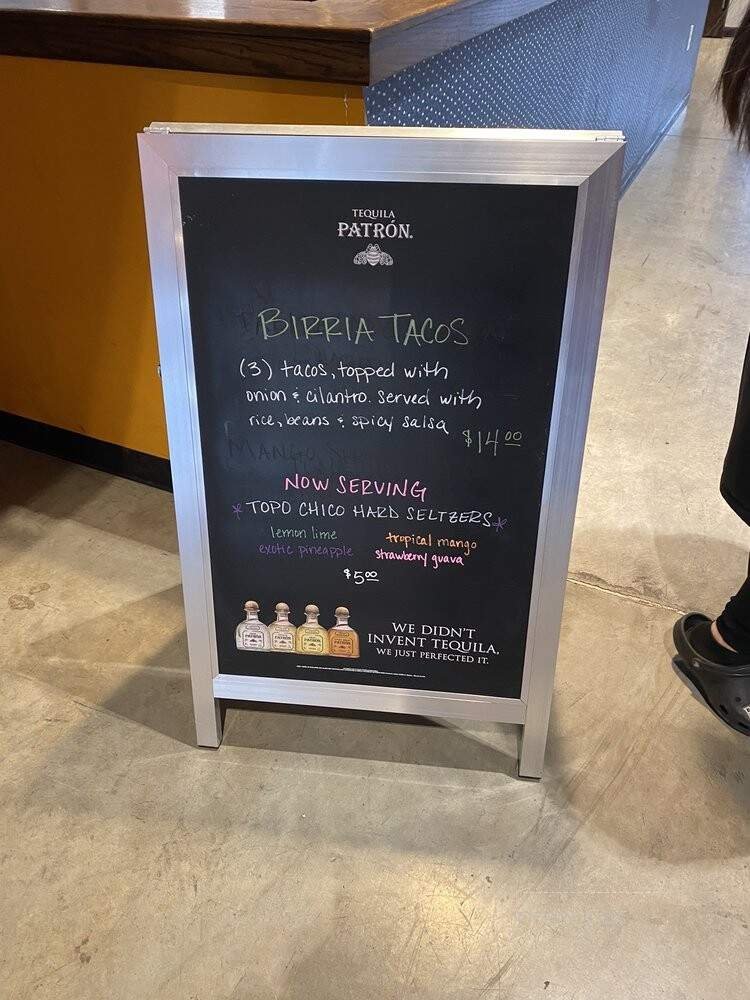 TEQUILA
PATRÓN.
BIRRIA TACOS
(3) tacos, topped with
onion & cilantro. served with
rice, beans & spicy salsa
$14.00
MANGO
NOW SERVING
*TOPO CHICO HARD SELTZERS*
lemon lime tropical mango
exotic pineapple strawberry guava
$5.00
WE DIDN'T
INVENT TEQUILA,
WE JUST PERFECTED IT.